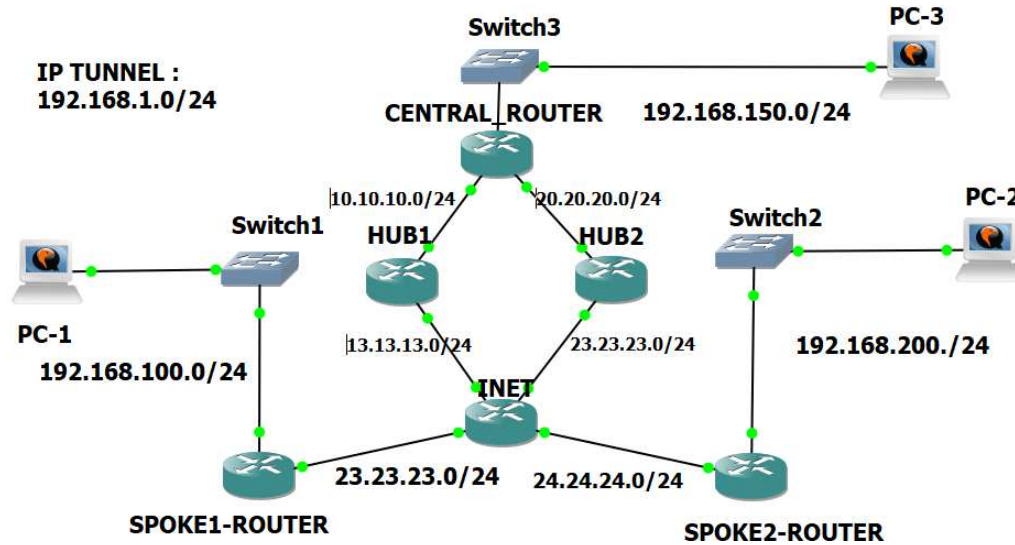 Switch3
PC-3
IP TUNNEL :
192.168.1.0/24
CENTRAL_ROUTER
192.168.150.0/24
10.10.10.0/24
20.20.20.0/24
PC-2
Switch1
Switch2
HUB1
HUB2
PC-1
13.13.13.0/24
23.23.23.0/24
192.168.200./24
192.168.100.0/24
INET
23.23.23.0/24
24.24.24.0/24
SPOKE1-ROUTER
SPOKE2-ROUTER